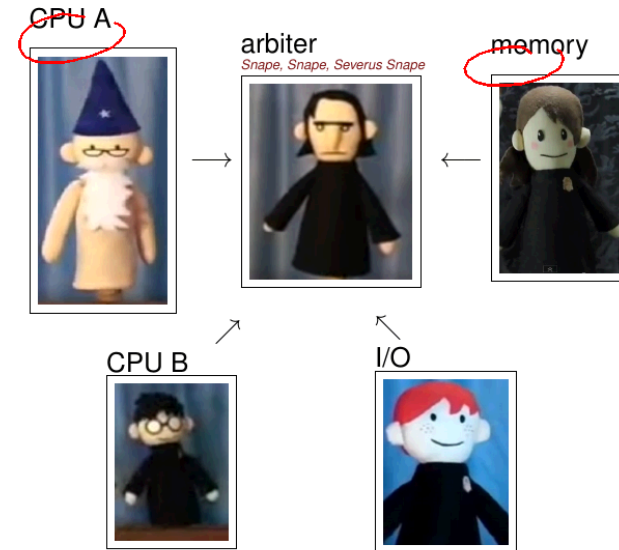 CPU A
arbiter
Snape, Snape, Severus Snape
memory
CPU B
I/O